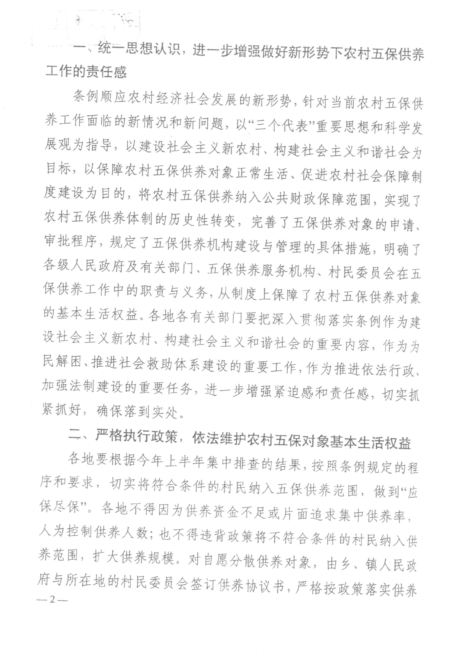 一、统一思想认识，进一步增强做好新形势下农村五保供养
工作的责任感
条例顺应农村经济社会发展的新形势，针对当前农村五保供
养工作面临的新情况和新问题，以“三个代表”重要思想和科学发
展观为指导，以建设社会主义新农村、构建社会主义和谐社会为
目标，以保障农村五保供养对象正常生活、促进农村社会保障制
度建设为目的，将农村五保供养纳入公共财政保障范围，实现了
农村五保供养体制的历史性转变，完善了五保供养对象的申请、
审批程序，规定了五保供养机构建设与管理的具体措施，明确了
各级人民政府及有关部门、五保供养服务机构、村民委员会在五
保供养工作中的职责与义务，从制度上保障了农村五保供养对象
的基本生活权益。各地各有关部门要把深入贯彻落实条例作为建
设社会主义新农村、构建社会主义和谐社会的重要内容，作为为
民解困、推进社会救助体系建设的重要工作，作为推进依法行政、
加强法制建设的重要任务，进一步增强紧迫感和责任感，切实抓
紧抓好，确保落到实处。
二、严格执行政策，依法维护农村五保对象基本生活权益
各地要根据今年上半年集中排查的结果，按照条例规定的程
序和要求，切实将符合条件的村民纳入五保供养范围，做到“应
保尽保”。各地不得因为供养资金不足或片面追求集中供养率，
人为控制供养人数；也不得违背政策将不符合条件的村民纳入供
养范围，扩大供养规模。对自愿分散供养对象，由乡、镇人民政
府与所在地的村民委员会签订供养协议书，严格按政策落实供养
—2—